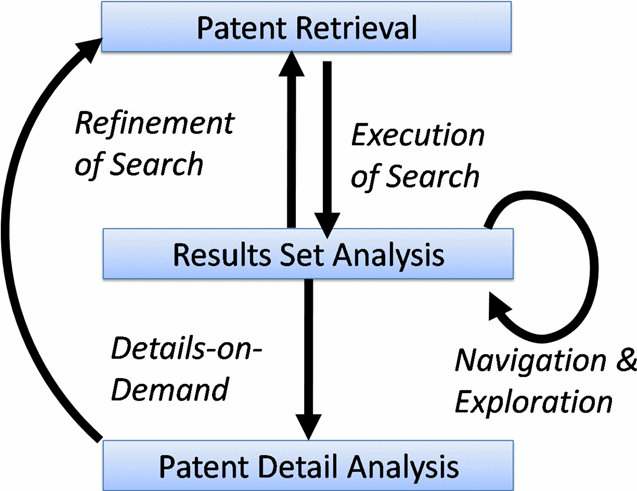 Patent Retrieval
Refinement
of Search
Execution
of Search
Results Set Analysis
Details-on-
Demand
Navigation &
Exploration
Patent Detail Analysis